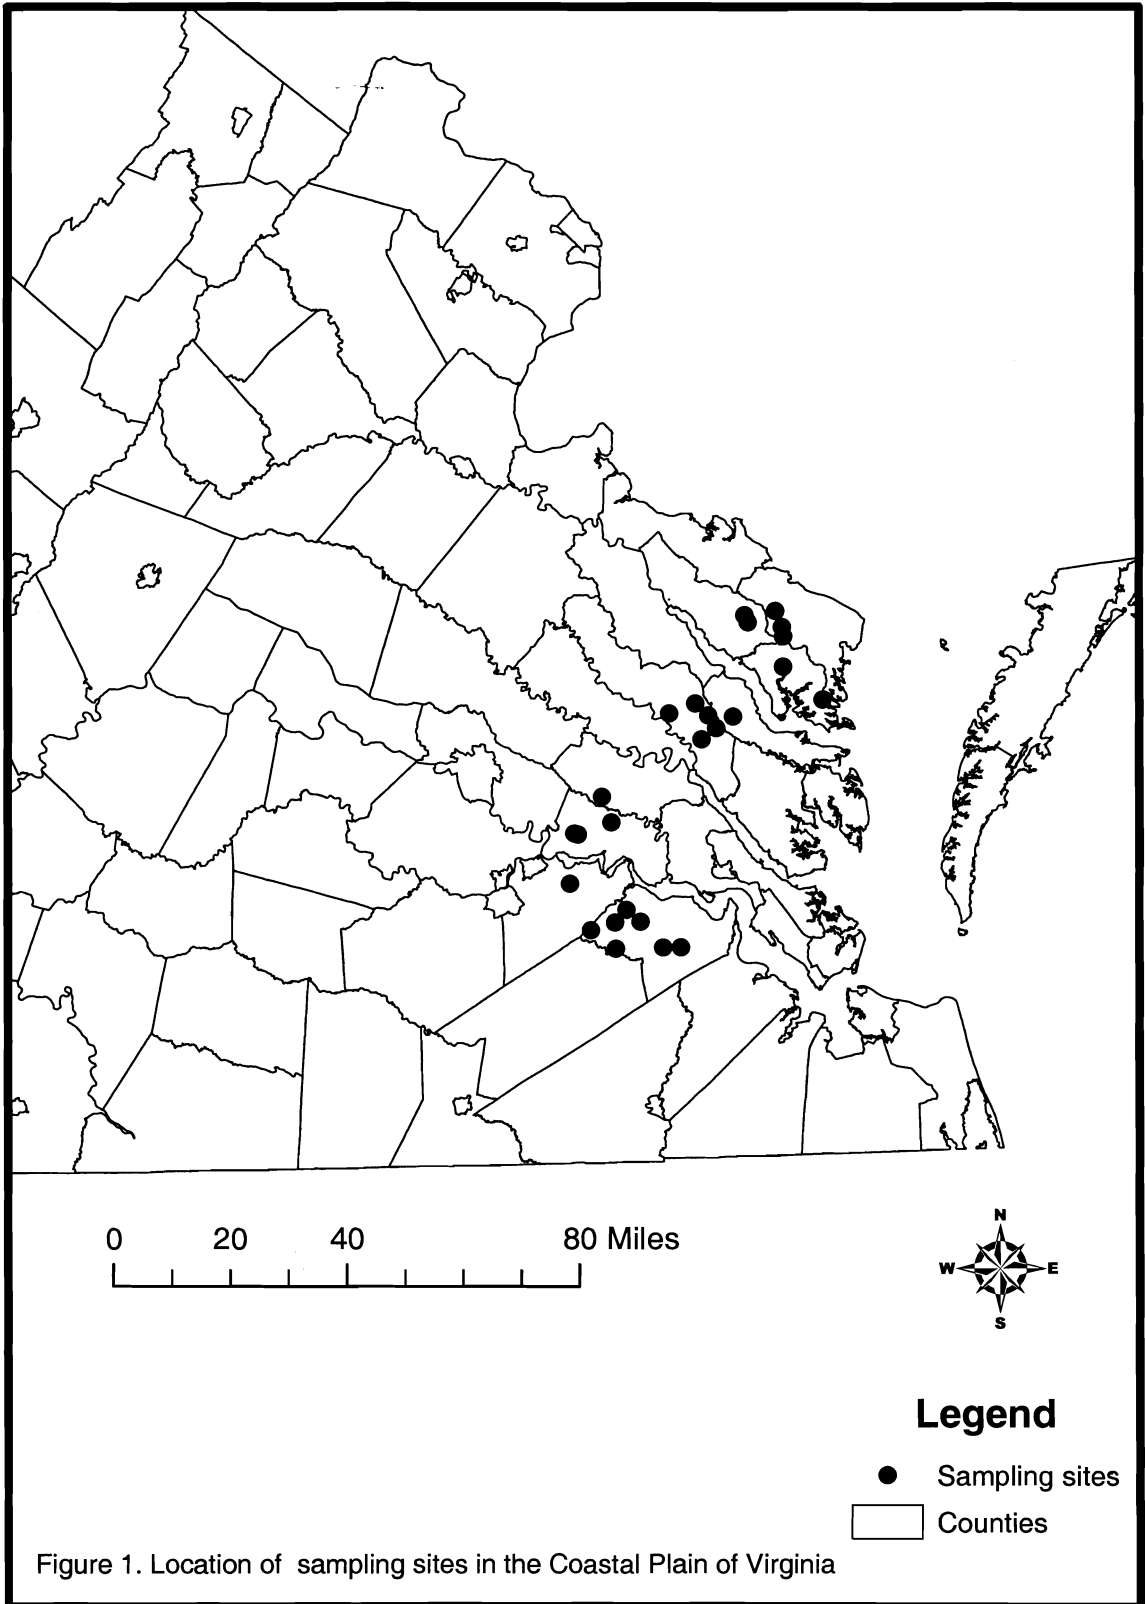 0 20 40 80 Miles
N
W E
S
Legend
Sampling sites
Counties
Figure 1. Location of sampling sites in the Coastal Plain of Virginia